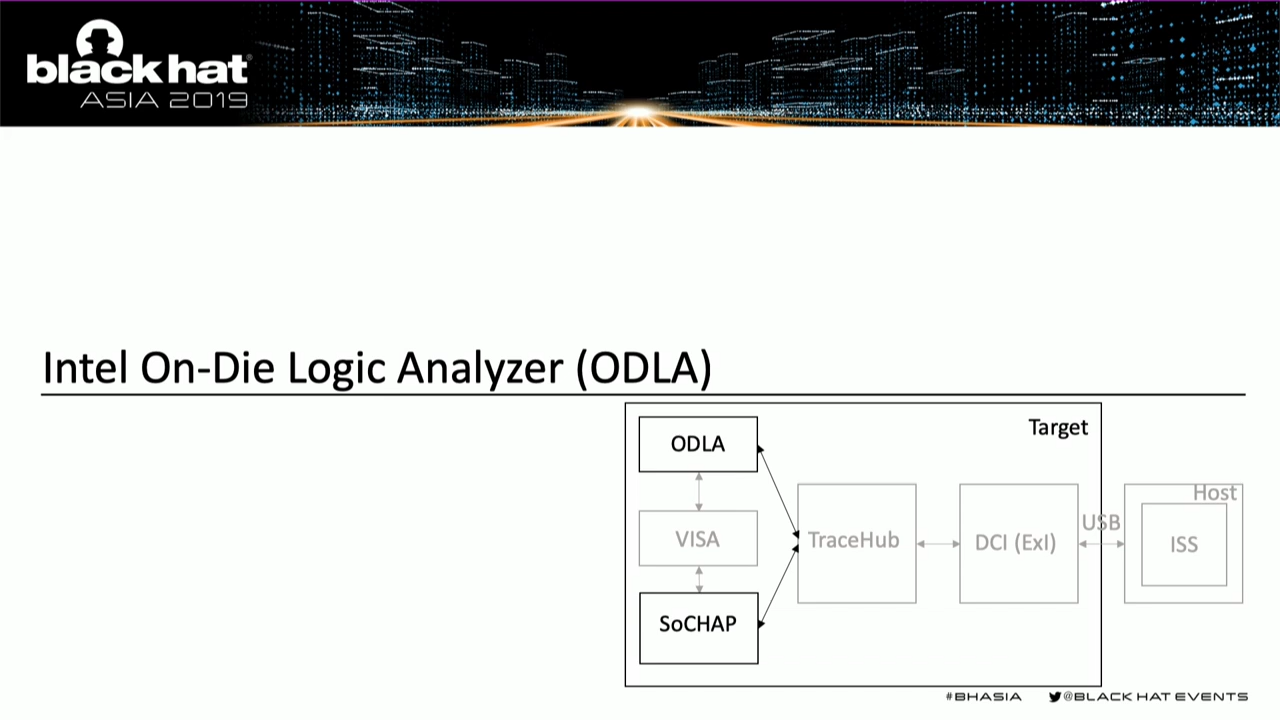 black hat
ASIA 2019
Intel On-Die Logic Analyzer (ODLA)
Target
ODLA
Host
USB
VISA
TraceHub
DCI (ExI)
ISS
SoCHAP
#BHASIA
@BLACK HAT EVENTS